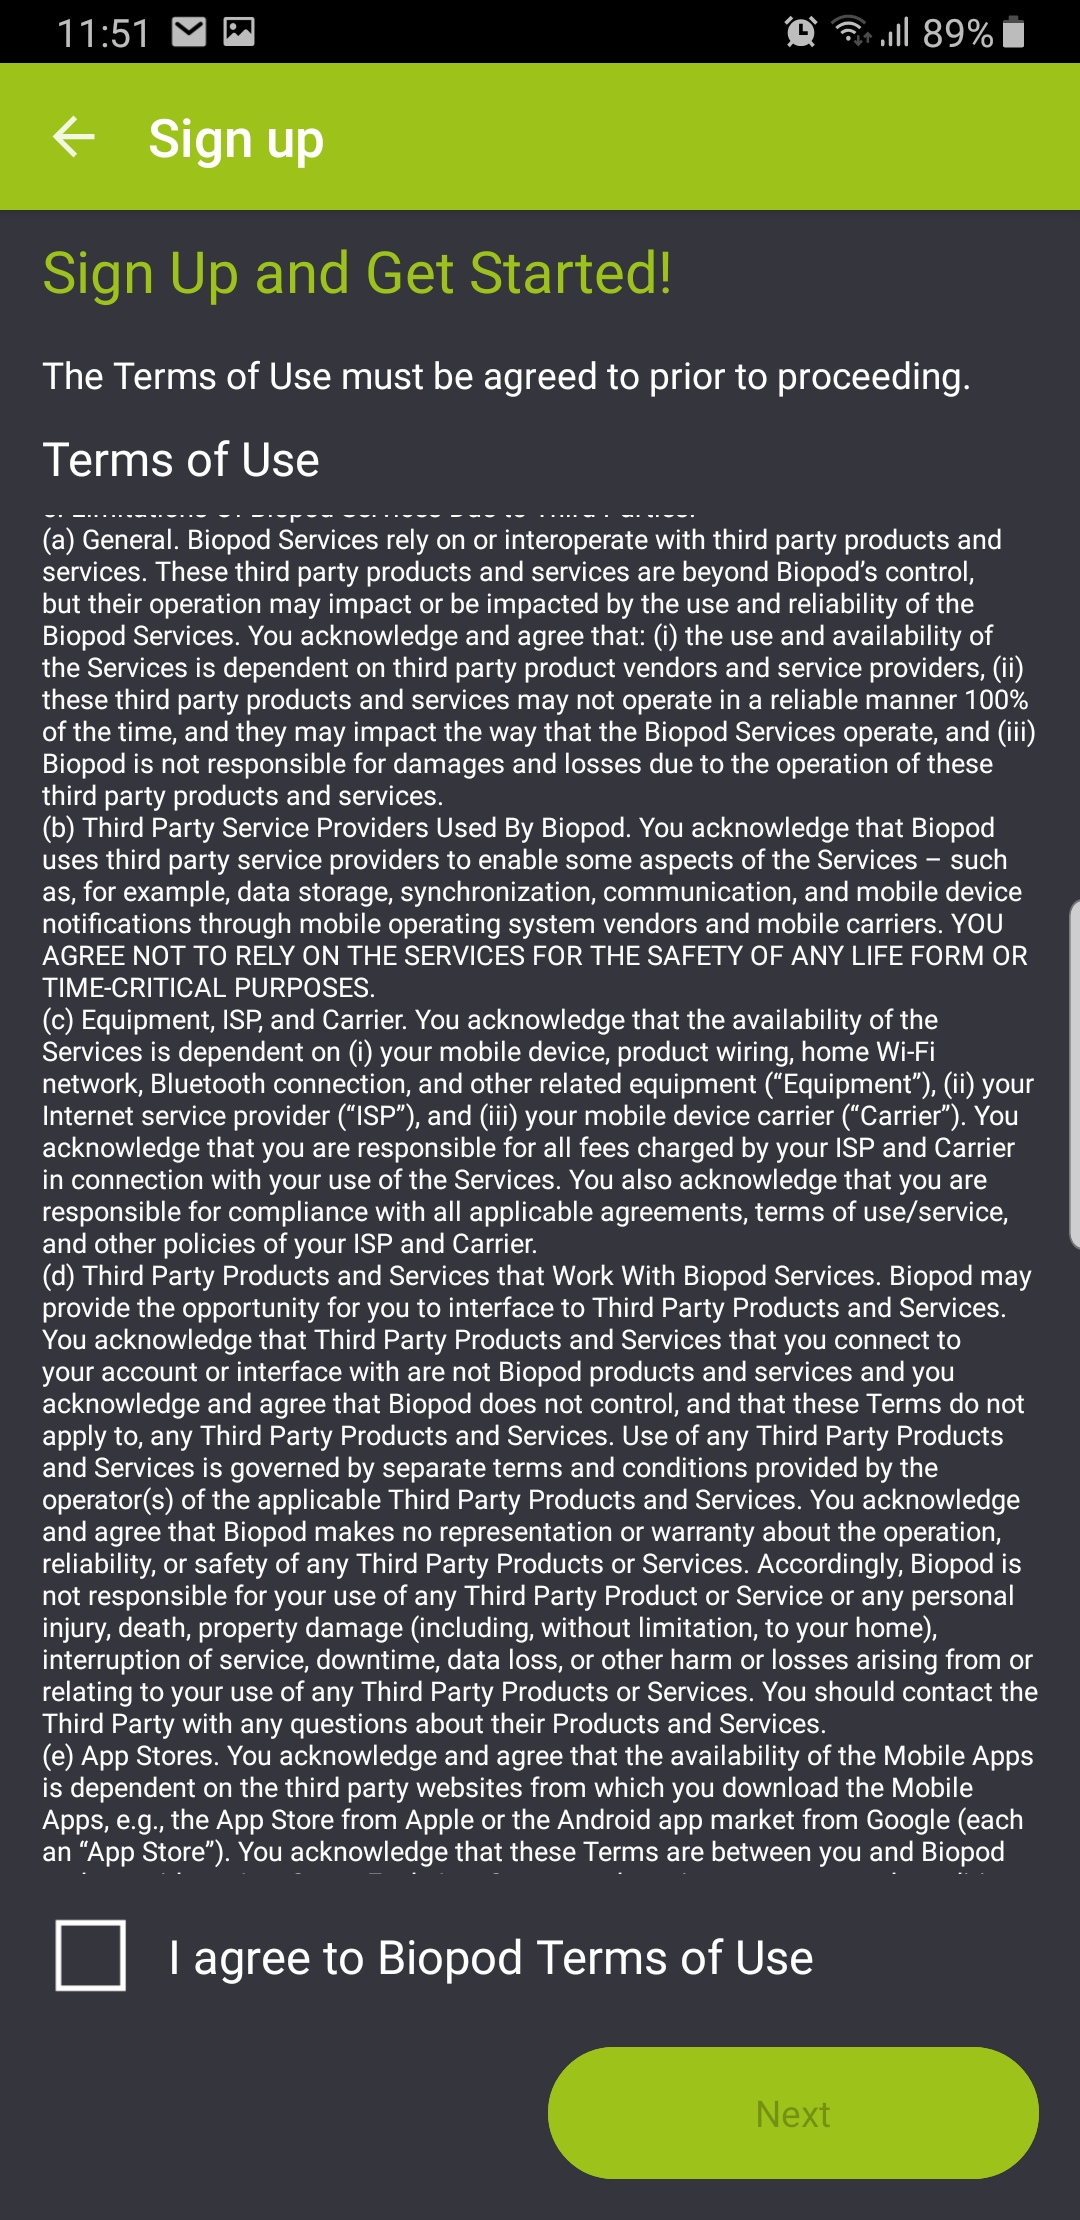 11:51
89%
Sign up
Sign Up and Get Started!
The Terms of Use must be agreed to prior to proceeding.
Terms of Use
Limitations Of Biopod Services Due to Third Parties.
(a) General. Biopod Services rely on or interoperate with third party products and
services. These third party products and services are beyond Biopod’s control,
but their operation may impact or be impacted by the use and reliability of the
Biopod Services. You acknowledge and agree that: (i) the use and availability of
the Services is dependent on third party product vendors and service providers, (ii)
these third party products and services may not operate in a reliable manner 100%
of the time, and they may impact the way that the Biopod Services operate, and (iii)
Biopod is not responsible for damages and losses due to the operation of these
third party products and services.
(b) Third Party Service Providers Used By Biopod. You acknowledge that Biopod
uses third party service providers to enable some aspects of the Services – such
as, for example, data storage, synchronization, communication, and mobile device
notifications through mobile operating system vendors and mobile carriers. YOU
AGREE NOT TO RELY ON THE SERVICES FOR THE SAFETY OF ANY LIFE FORM OR
TIME-CRITICAL PURPOSES.
(c) Equipment, ISP, and Carrier. You acknowledge that the availability of the
Services is dependent on (i) your mobile device, product wiring, home Wi-Fi
network, Bluetooth connection, and other related equipment (“Equipment”), (ii) your
Internet service provider (“ISP”), and (iii) your mobile device carrier (“Carrier”). You
acknowledge that you are responsible for all fees charged by your ISP and Carrier
in connection with your use of the Services. You also acknowledge that you are
responsible for compliance with all applicable agreements, terms of use/service,
and other policies of your ISP and Carrier.
(d) Third Party Products and Services that Work With Biopod Services. Biopod may
provide the opportunity for you to interface to Third Party Products and Services.
You acknowledge that Third Party Products and Services that you connect to
your account or interface with are not Biopod products and services and you
acknowledge and agree that Biopod does not control, and that these Terms do not
apply to, any Third Party Products and Services. Use of any Third Party Products
and Services is governed by separate terms and conditions provided by the
operator(s) of the applicable Third Party Products and Services. You acknowledge
and agree that Biopod makes no representation or warranty about the operation,
reliability, or safety of any Third Party Products or Services. Accordingly, Biopod is
not responsible for your use of any Third Party Product or Service or any personal
injury, death, property damage (including, without limitation, to your home),
interruption of service, downtime, data loss, or other harm or losses arising from or
relating to your use of any Third Party Products or Services. You should contact the
Third Party with any questions about their Products and Services.
(e) App Stores. You acknowledge and agree that the availability of the Mobile Apps
is dependent on the third party websites from which you download the Mobile
Apps, e.g., the App Store from Apple or the Android app market from Google (each
an “App Store”). You acknowledge that these Terms are between you and Biopod
I agree to Biopod Terms of Use
Next